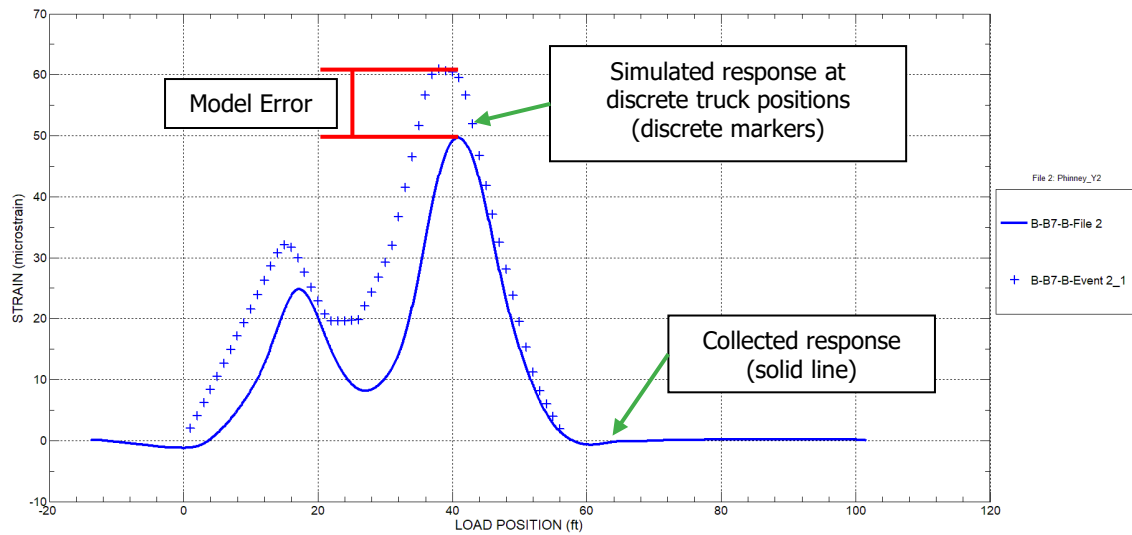 70
60
50
40
30
20
10
0
-10
STRAIN (microstrain)
-20
0
20
40
60
80
100
120
LOAD POSITION (ft)
Model Error
Simulated response at
discrete truck positions
(discrete markers)
Collected response
(solid line)
File 2: Phinney_Y2
B-B7-B-File 2
B-B7-B-Event 2_1